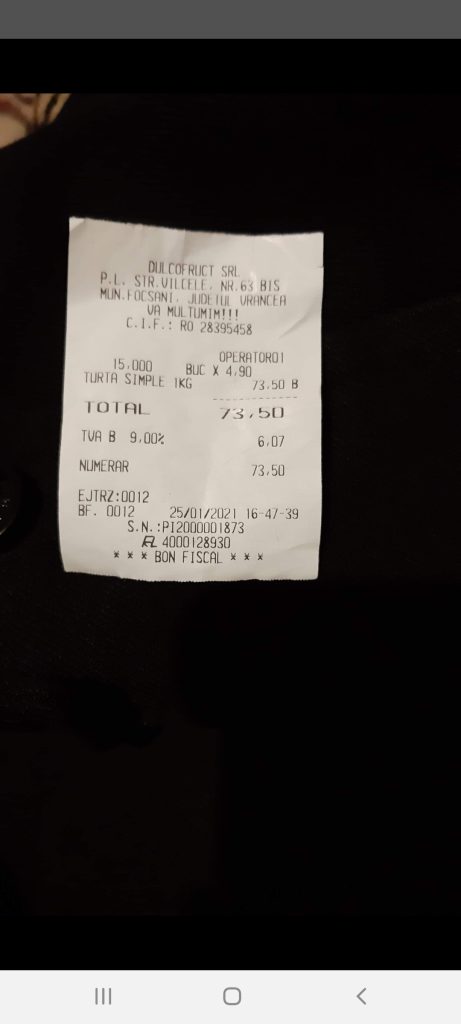 DULCOFRUCT SRL
P.L. STR.VILCELE, NR.63 BIS
MUN.FOCSANI, JUDETUL VRANCEA
VA MULTUMIM!!!
C.I.F.: RO 28395458
OPERATOR01
15,000 BUC X 4,90
TURTA SIMPLE 1KG 73,50 B
TOTAL 73,50
TVA B 9,00% 6,07
NUMERAR 73,50
EJTRZ:0012
BF. 0012 25/01/2021 16-47-39
S.N.:PI2000001873
4000128930
* * * BON FISCAL * * *